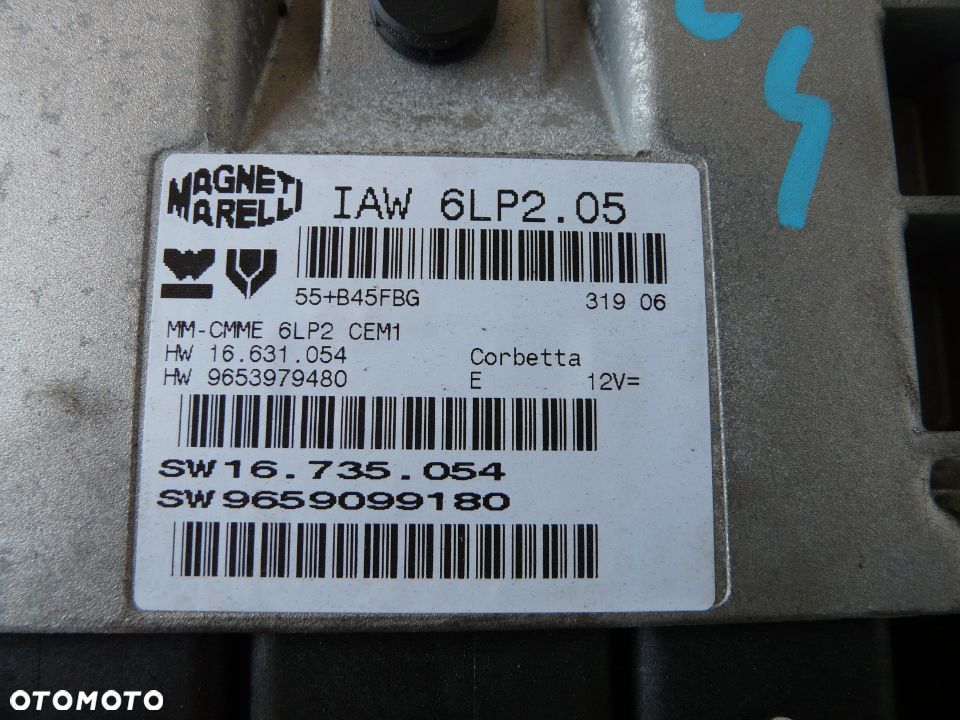 C4
MAGNETI
MARELLI
IAW 6LP2.05
55+B45FBG 319 06
MM-CMME 6LP2 CEM1
HW 16.631.054 Corbetta
HW 9653979480 E 12V=
SW16.735.054
SW9659099180
OTOMOTO